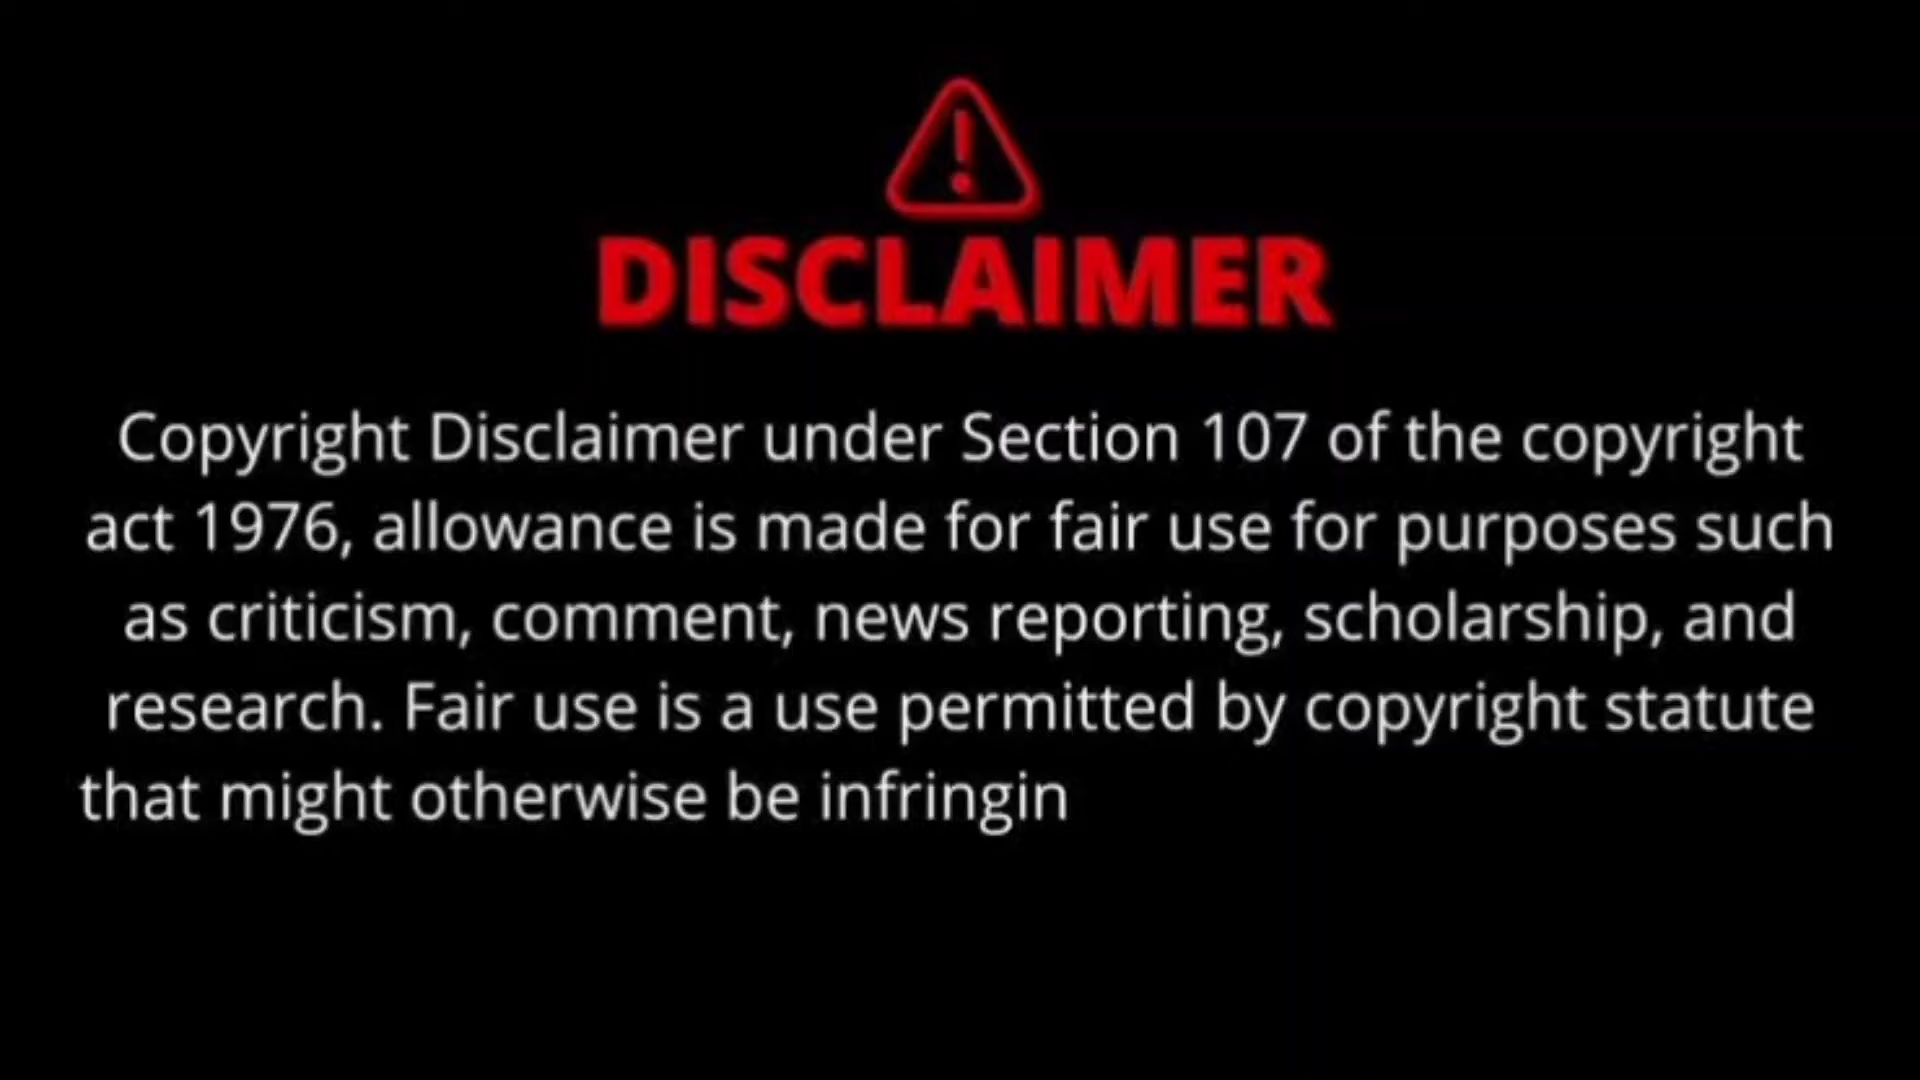 DISCLAIMER
Copyright Disclaimer under Section 107 of the copyright
act 1976, allowance is made for fair use for purposes such
as criticism, comment, news reporting, scholarship, and
research. Fair use is a use permitted by copyright statute
that might otherwise be infringin